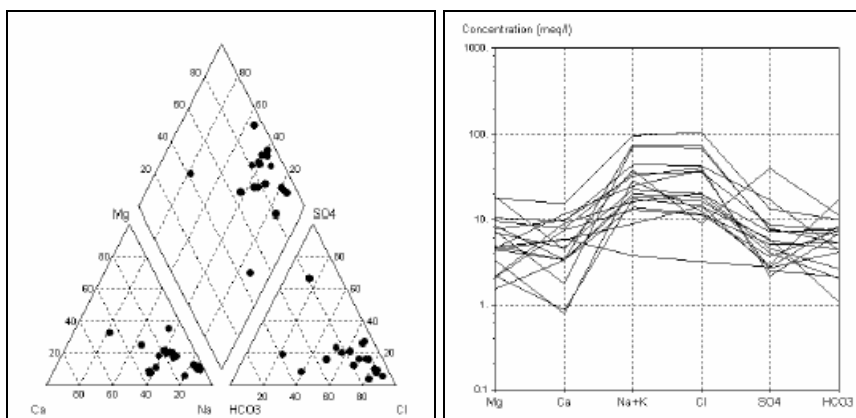 80 80
60 60
40 40
20 20
Mg SO4
80 80
60 60
40 40
20 20
80 60 40 20 20 40 60 80
Ca Na HCO3 Cl
Concentration (meq/l)
1000.
100.
10.
1.
0.1
Mg Ca Na+K Cl SO4 HCO3